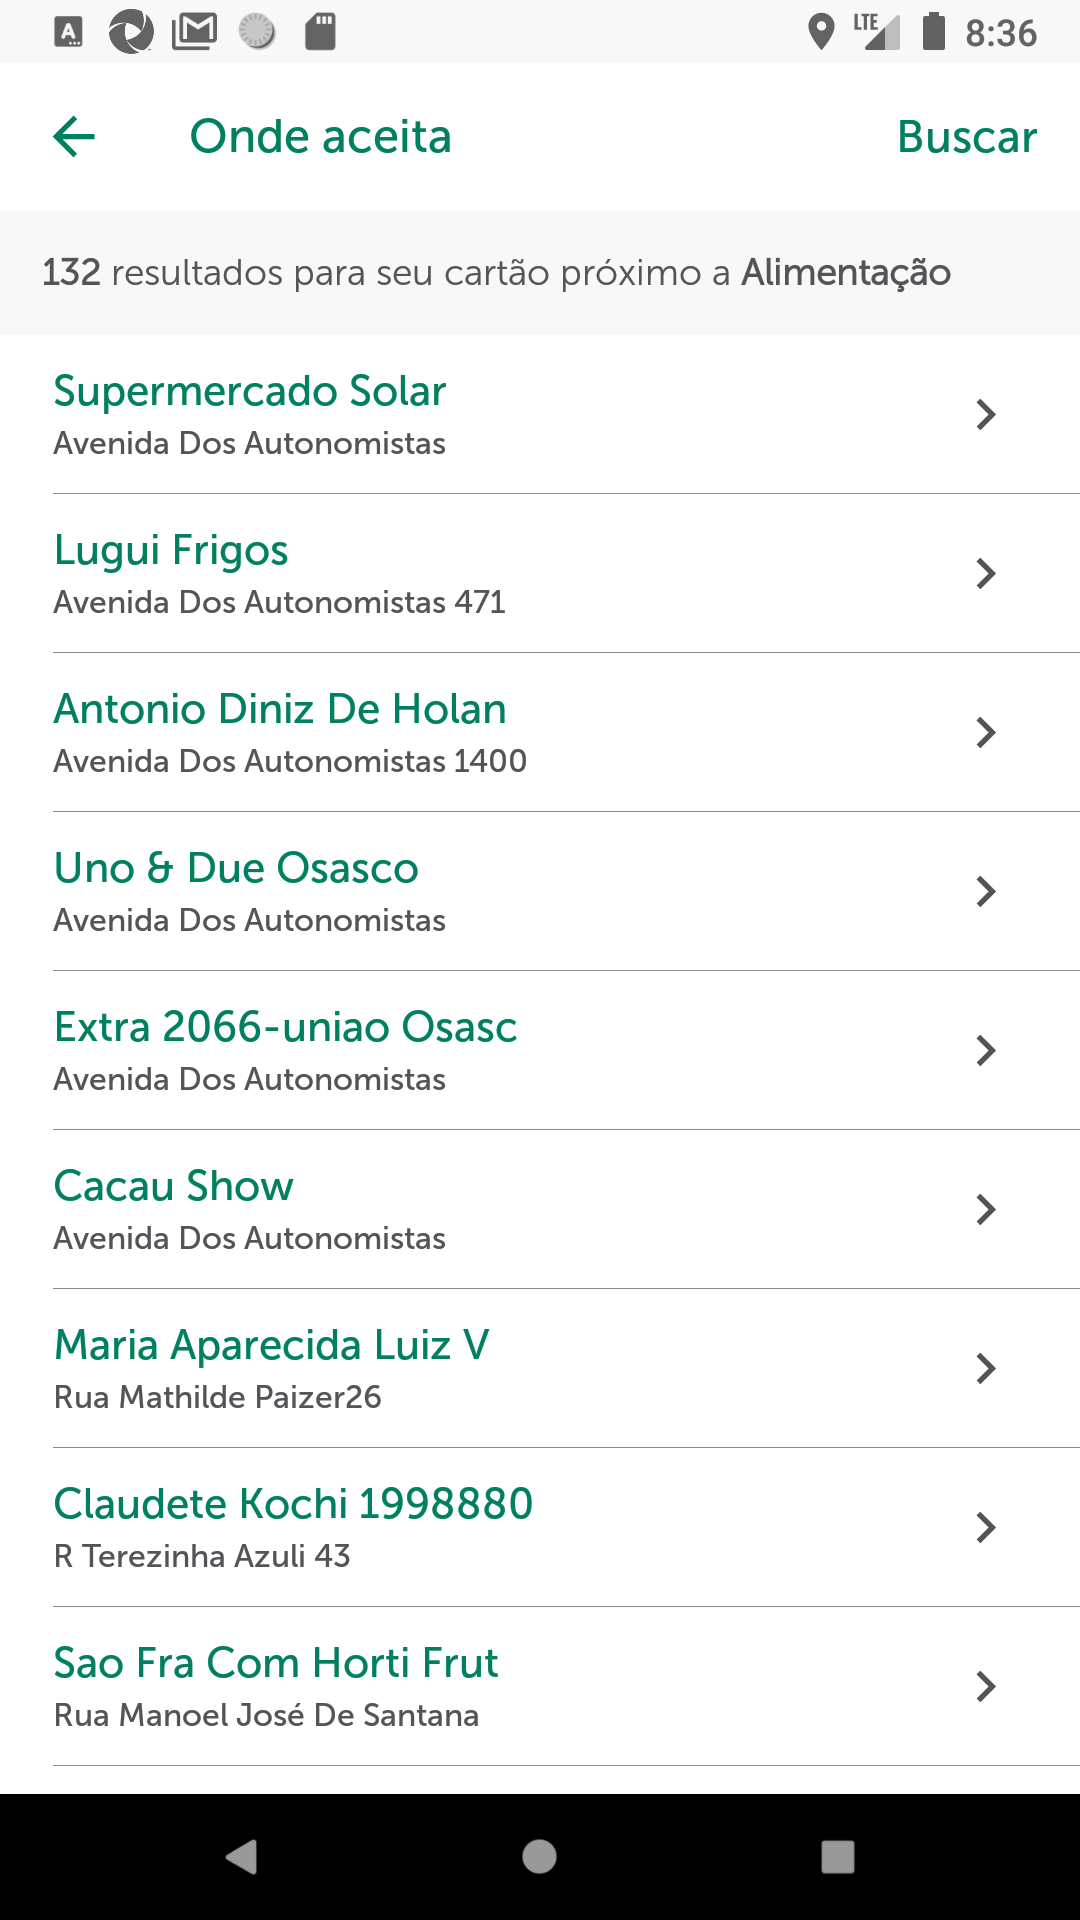 LTE 8:36
Onde aceita
Buscar
132 resultados para seu cartão próximo a Alimentação
Supermercado Solar
Avenida Dos Autonomistas
Lugui Frigos
Avenida Dos Autonomistas 471
Antonio Diniz De Holan
Avenida Dos Autonomistas 1400
Uno & Due Osasco
Avenida Dos Autonomistas
Extra 2066-uniao Osasc
Avenida Dos Autonomistas
Cacau Show
Avenida Dos Autonomistas
Maria Aparecida Luiz V
Rua Mathilde Paizer26
Claudete Kochi 1998880
R Terezinha Azuli 43
Sao Fra Com Horti Frut
Rua Manoel José De Santana